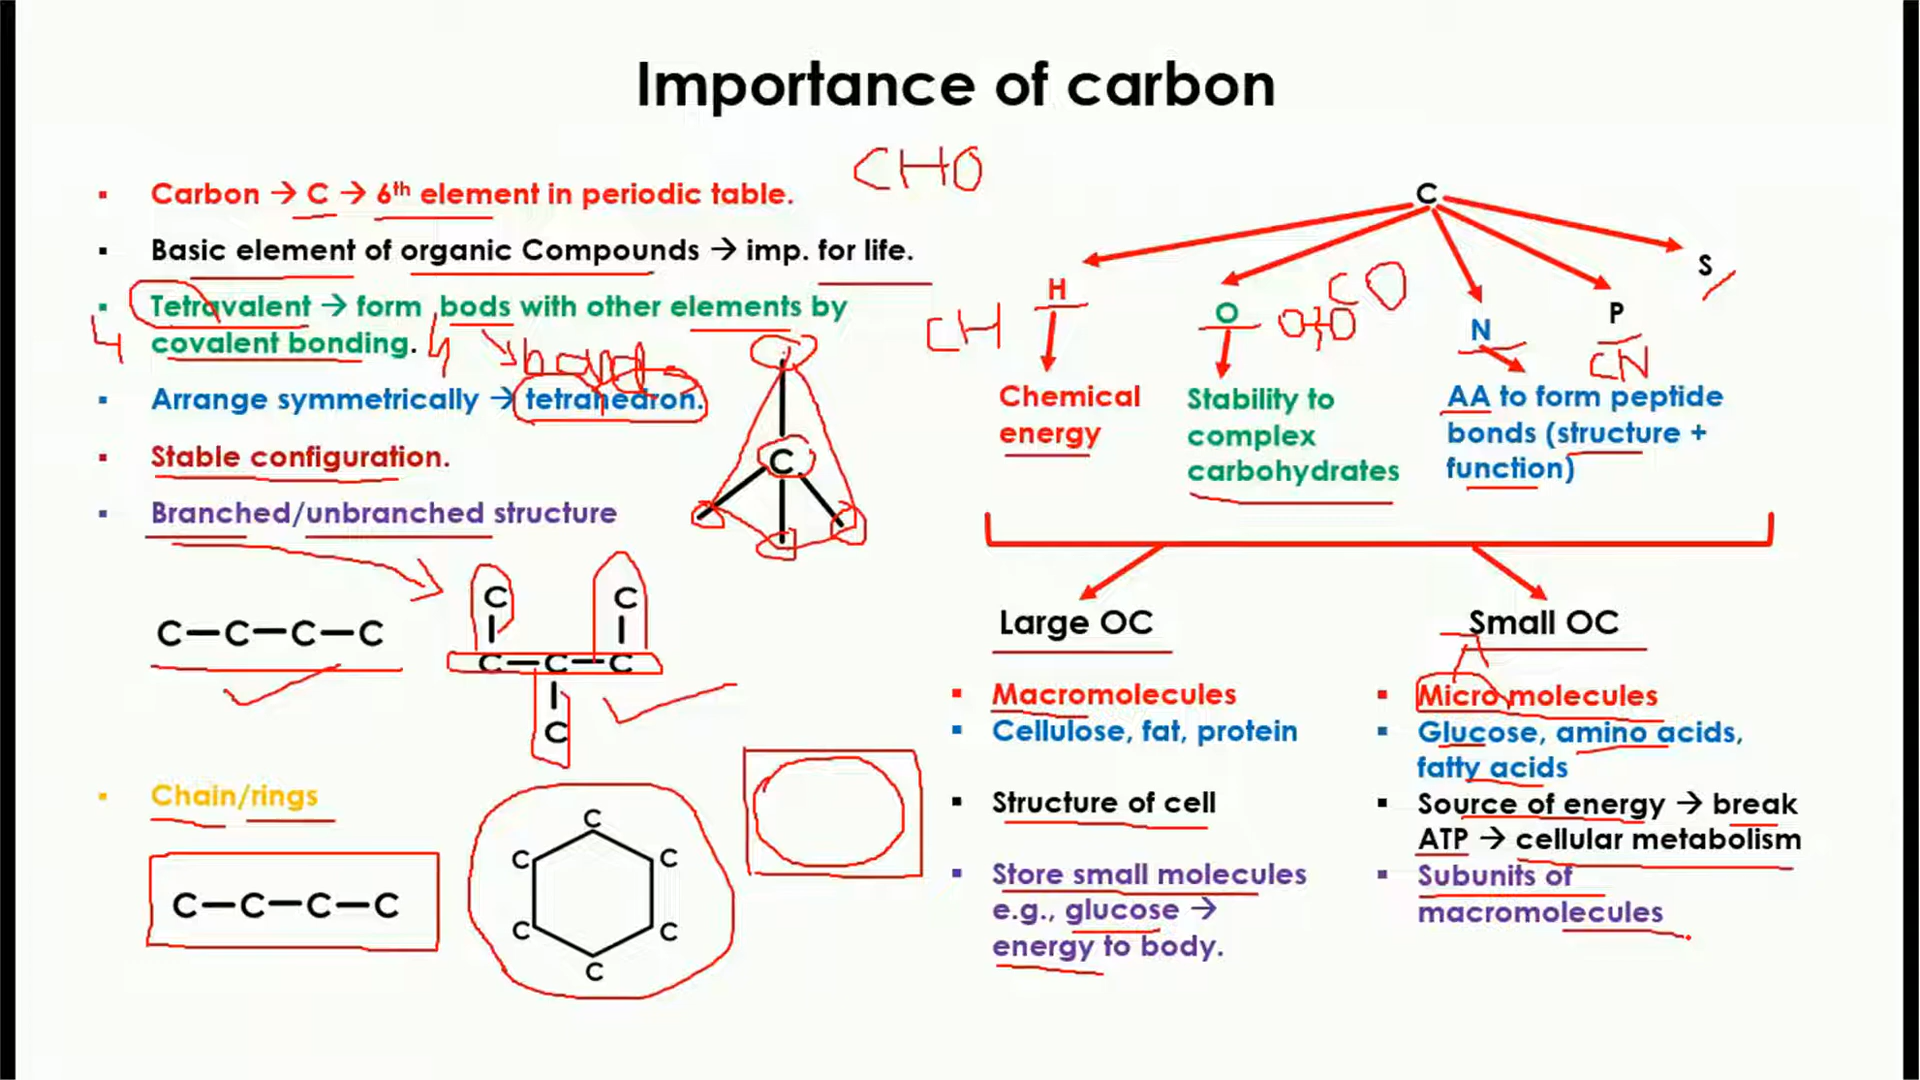 Importance of carbon
CHO
▪ Carbon → C → 6th element in periodic table.
▪ Basic element of organic Compounds → imp. for life.
▪ Tetravalent → form bods with other elements by
covalent bonding.
4
4
bond
▪ Arrange symmetrically → tetrahedron.
▪ Stable configuration.
▪ Branched/unbranched structure
C
C—C—C—C
C
C
C—C—C
C
▪ Chain/rings
C—C—C—C
C
C
C
C
C
C
C
H
O
N
P
S
CH
CO
CN
Chemical
energy
Stability to
complex
carbohydrates
AA to form peptide
bonds (structure +
function)
Large OC
▪ Macromolecules
▪ Cellulose, fat, protein
▪ Structure of cell
▪ Store small molecules
e.g., glucose →
energy to body.
Small OC
▪ Micro molecules
▪ Glucose, amino acids,
fatty acids
▪ Source of energy → break
ATP → cellular metabolism
▪ Subunits of
macromolecules